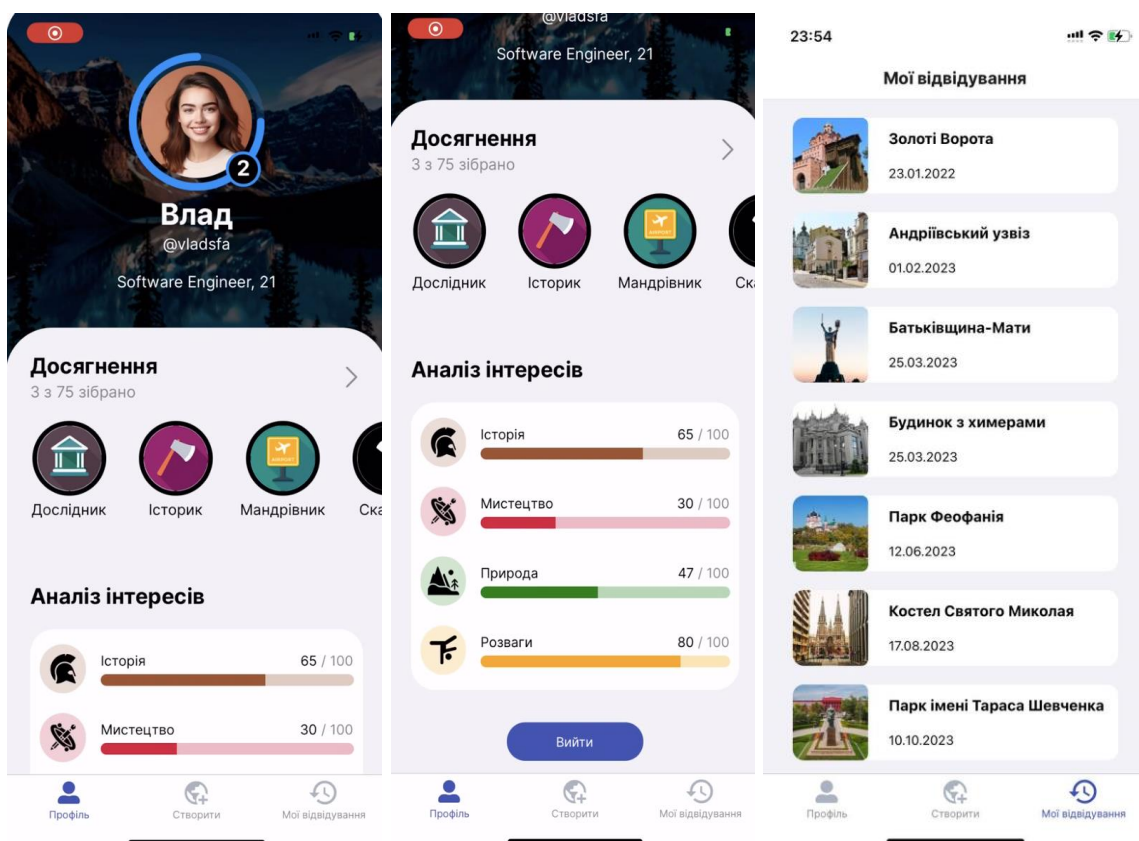 2
Влад
@vladsfa
Software Engineer, 21
Досягнення
3 з 75 зібрано
Дослідник
Історик
AIRPORT
Мандрівник
Ска
Аналіз інтересів
Історія
65 / 100
Мистецтво
30 / 100
Профіль
Створити
Мої відвідування
@vladsfa
Software Engineer, 21
Досягнення
3 з 75 зібрано
Дослідник
Історик
AIRPORT
Мандрівник
Ска
Аналіз інтересів
Історія
65 / 100
Мистецтво
30 / 100
Природа
47 / 100
Розваги
80 / 100
Вийти
Профіль
Створити
Мої відвідування
23:54
Мої відвідування
Золоті Ворота
23.01.2022
Андріївський узвіз
01.02.2023
Батьківщина-Мати
25.03.2023
Будинок з химерами
25.03.2023
Парк Феофанія
12.06.2023
Костел Святого Миколая
17.08.2023
Парк імені Тараса Шевченка
10.10.2023
Профіль
Створити
Мої відвідування